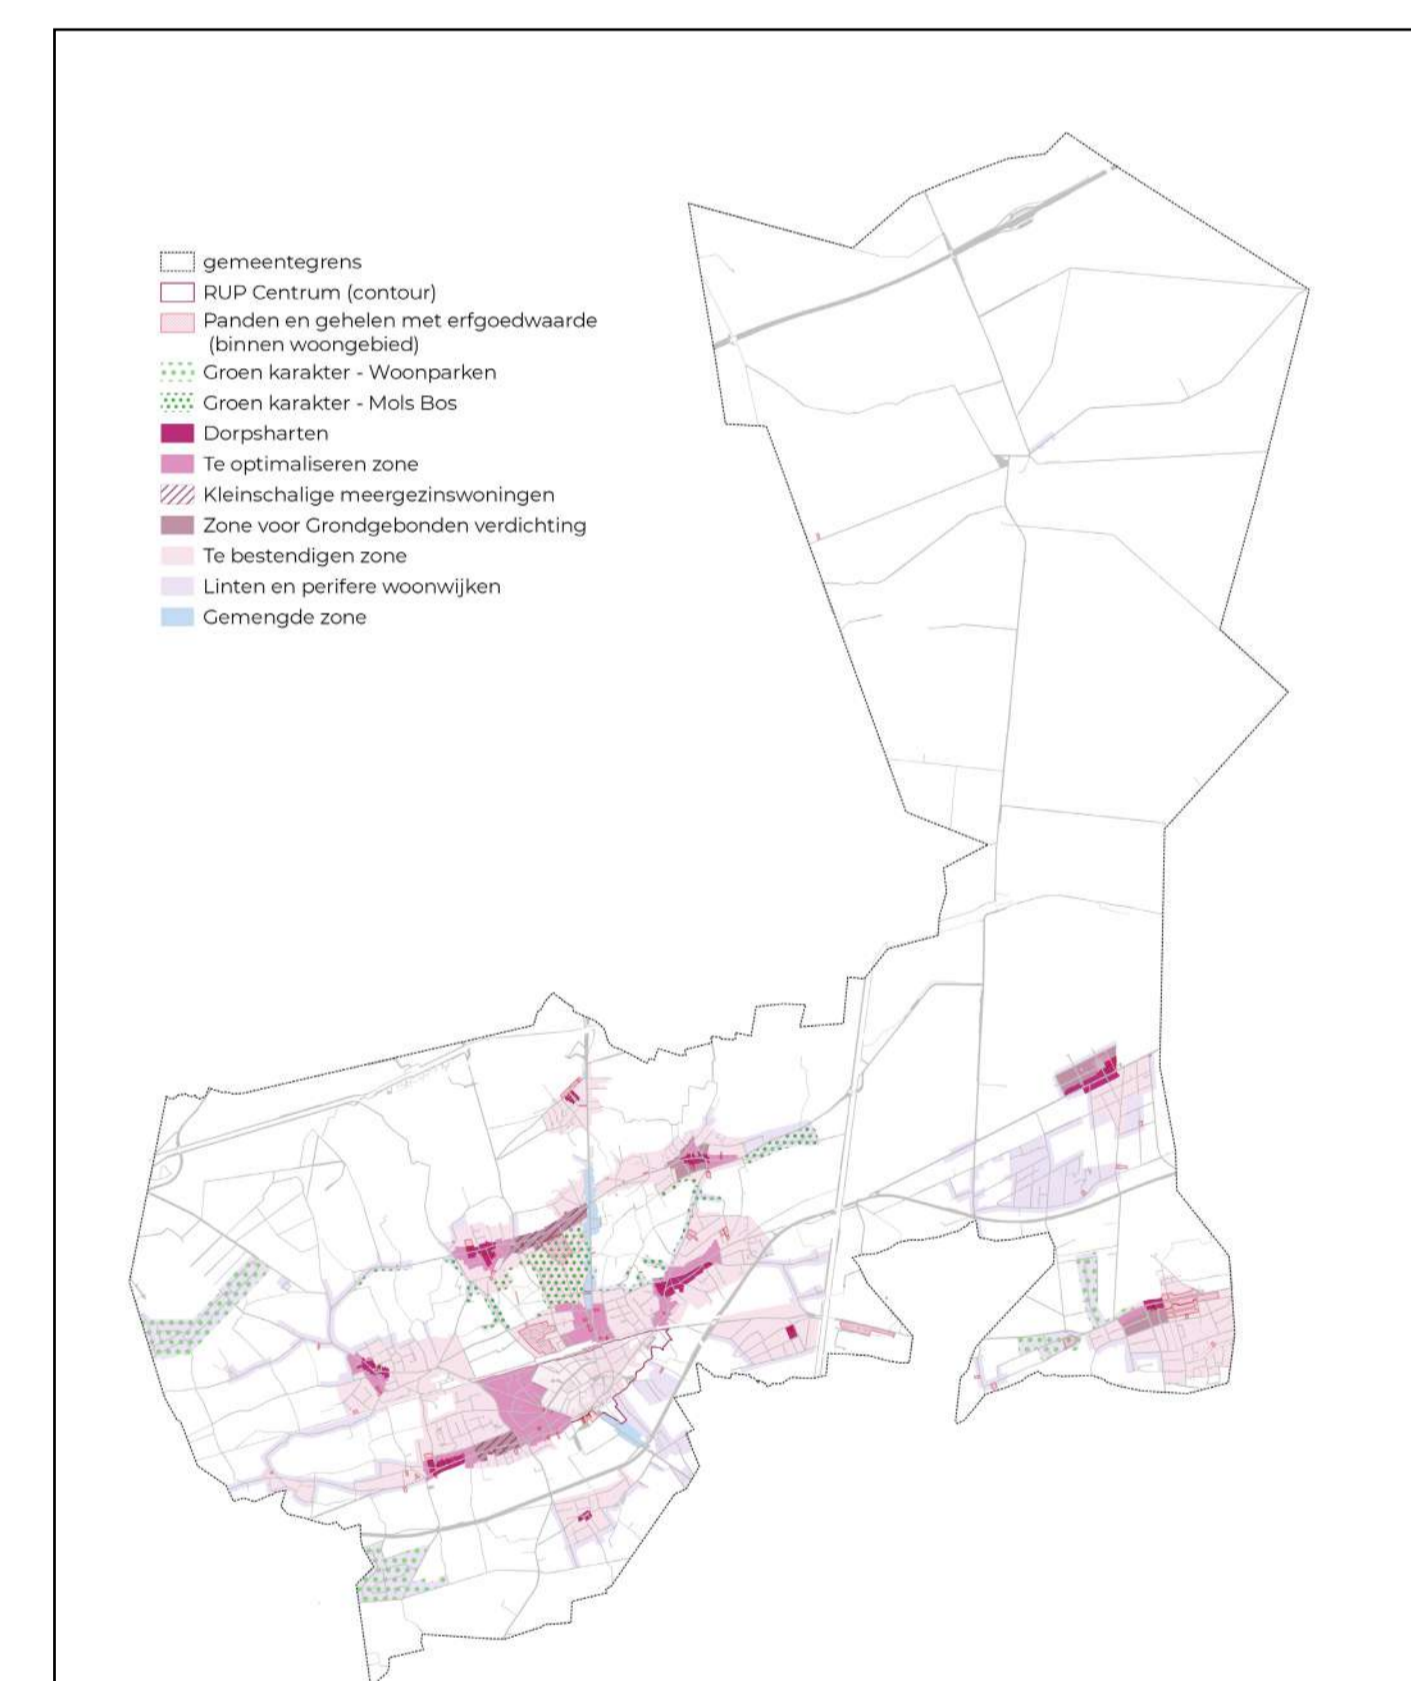 gemeentegrens
RUP Centrum (contour)
Panden en gehelen met erfgoedwaarde
(binnen woongebied)
Groen karakter - Woonparken
Groen karakter - Mols Bos
Dorpsharten
Te optimaliseren zone
Kleinschalige meergezinswoningen
Zone voor Grondgebonden verdichting
Te bestendigen zone
Linten en perifere woonwijken
Gemengde zone